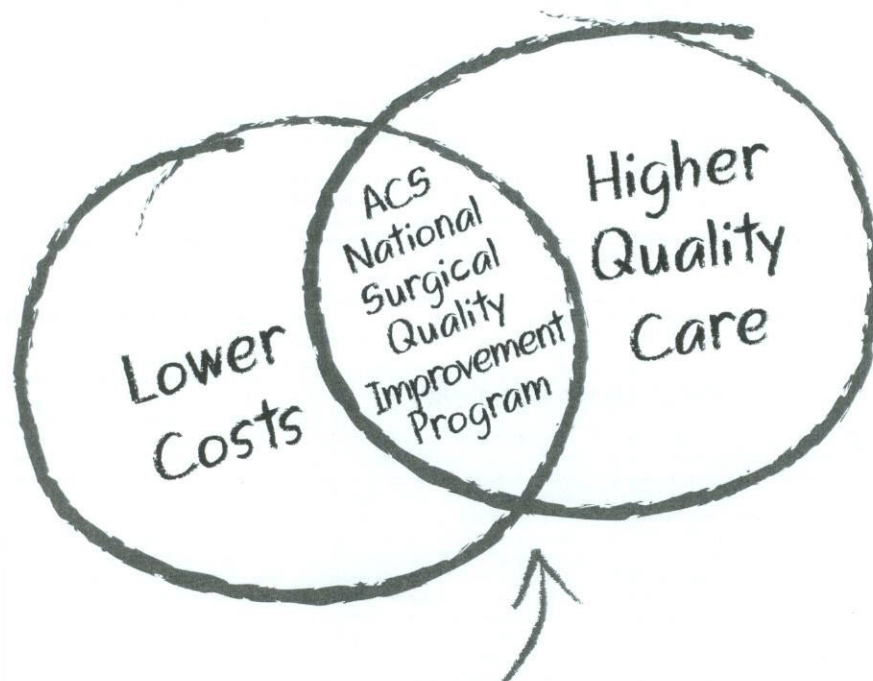 Lower
Costs
ACS
National
Surgical
Quality
Improvement
Program
Higher
Quality
Care